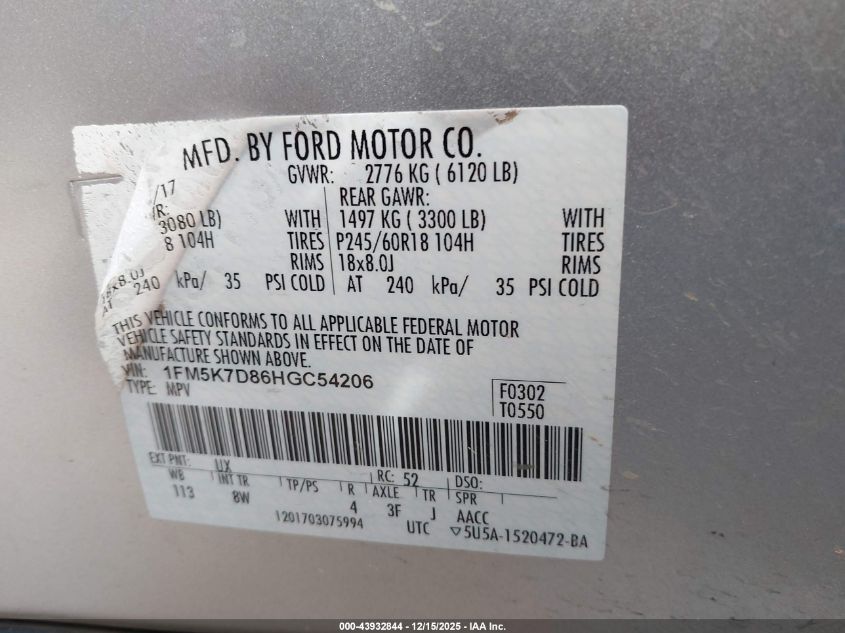 MFD. BY FORD MOTOR CO.
/17 GVWR: 2776 KG ( 6120 LB)
REAR GAWR:
3080 LB) WITH 1497 KG ( 3300 LB) WITH
8 104H TIRES P245/60R18 104H TIRES
18x8.0J RIMS 18x8.0J RIMS
AT 240 kPa/ 35 PSI COLD AT 240 kPa/ 35 PSI COLD
THIS VEHICLE CONFORMS TO ALL APPLICABLE FEDERAL MOTOR
VEHICLE SAFETY STANDARDS IN EFFECT ON THE DATE OF
MANUFACTURE SHOWN ABOVE.
VIN: 1FM5K7D86HGC54206
TYPE: MPV
F0302
T0550
EXT PNT: UX RC: 52 DSO:
WB INT TR TP/PS R AXLE TR SPR
113 8W 4 3F J AACC
1201703075994 UTC ▽5U5A-1520472-BA
000-43932844 - 12/15/2025 - IAA Inc.